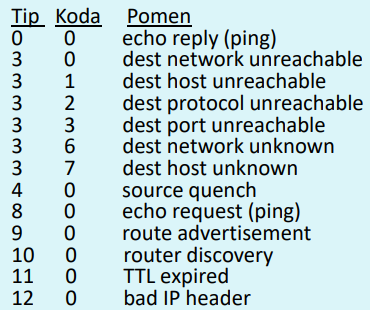 Tip Koda Pomen
0 0 echo reply (ping)
3 0 dest network unreachable
3 1 dest host unreachable
3 2 dest protocol unreachable
3 3 dest port unreachable
3 6 dest network unknown
3 7 dest host unknown
4 0 source quench
8 0 echo request (ping)
9 0 route advertisement
10 0 router discovery
11 0 TTL expired
12 0 bad IP header